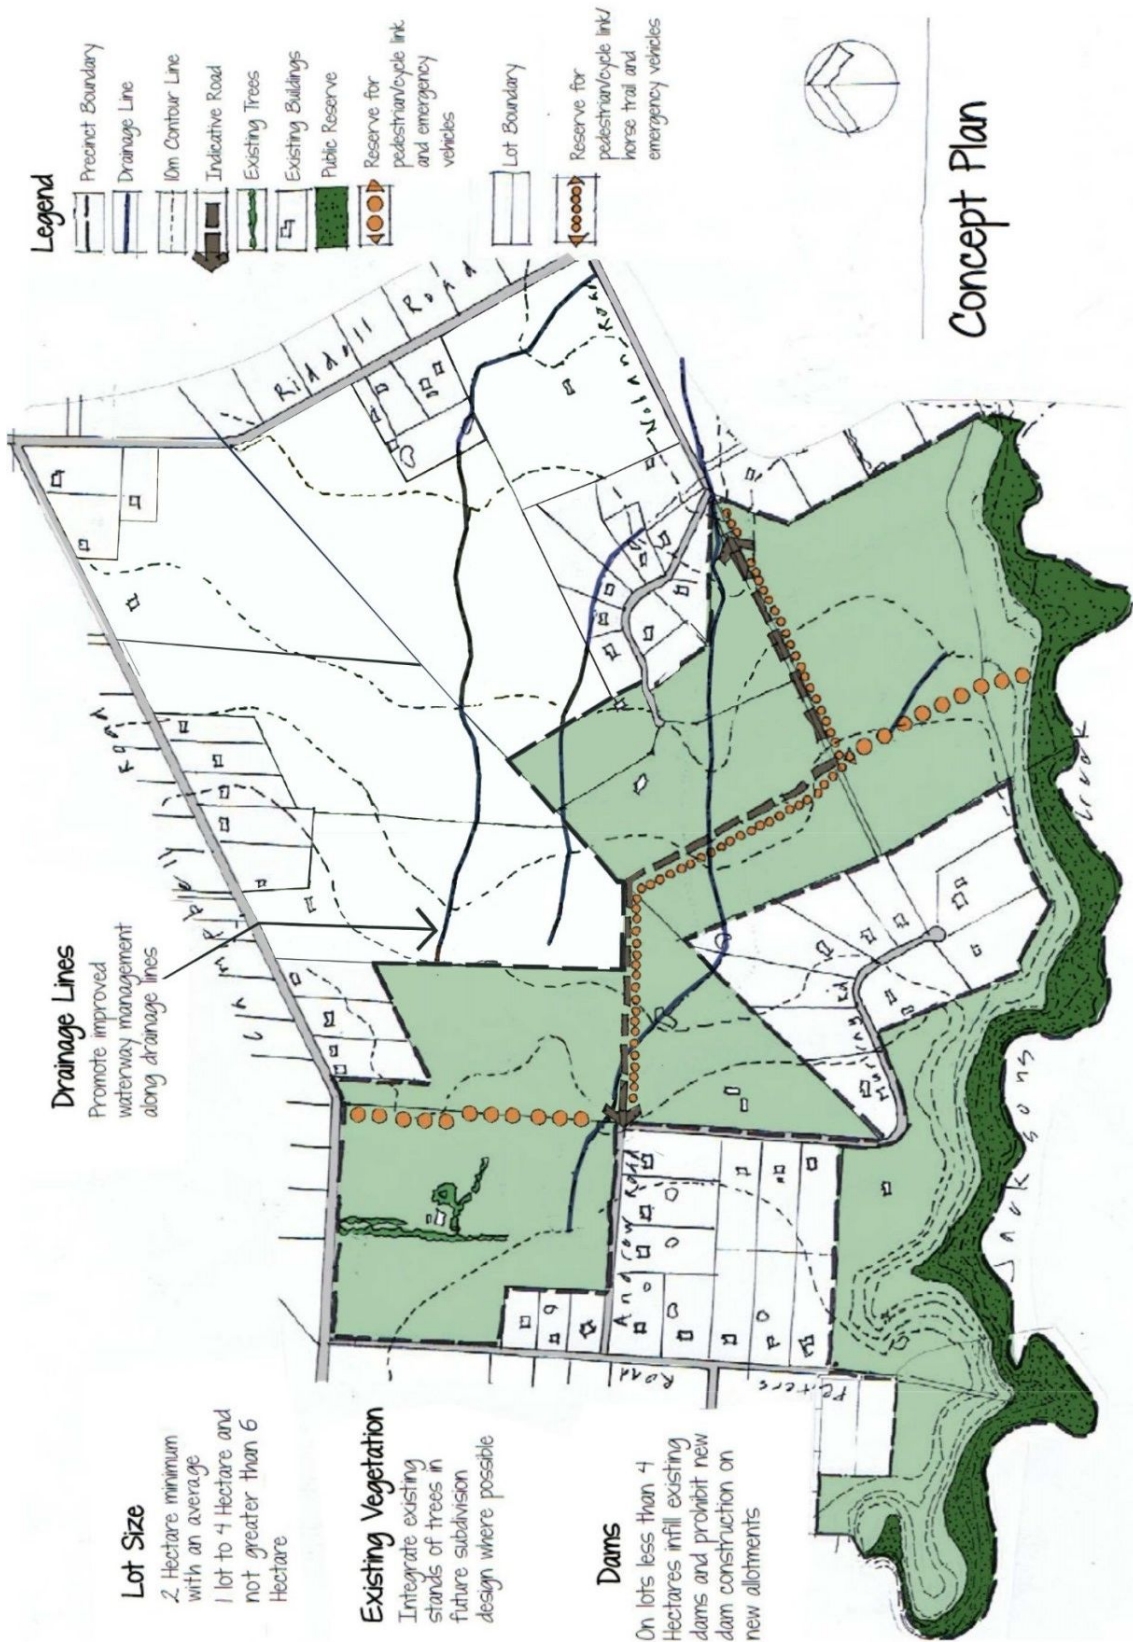 Lot Size
2 Hectare minimum
with an average
1 lot to 4 Hectare and
not greater than 6
Hectare
Existing Vegetation
Integrate existing
stands of trees in
future subdivision
design where possible
Dams
On lots less than 4
Hectares infill existing
dams and prohibit new
dam construction on
new allotments
Drainage Lines
Promote improved
waterway management
along drainage lines
Legend
Precinct Boundary
Drainage Line
10m Contour Line
Indicative Road
Existing Trees
Existing Buildings
Public Reserve
Reserve for
pedestrian/cycle link
and emergency
vehicles
Lot Boundary
Reserve for
pedestrian/cycle link/
horse trail and
emergency vehicles
Concept Plan
Road
Riddell Road
Nolan Road
Road
Murray Rd
Jacksons Creek